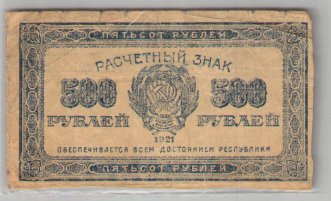 ПЯТЬСОТ РУБЛЕЙ
РАСЧЕТНЫЙ ЗНАК
500 500
РУБЛЕЙ РУБЛЕЙ
1921
ОБЕСПЕЧИВАЕТСЯ ВСЕМ ДОСТОЯНИЕМ РЕСПУБЛИКИ
ПЯТЬСОТ РУБЛЕЙ